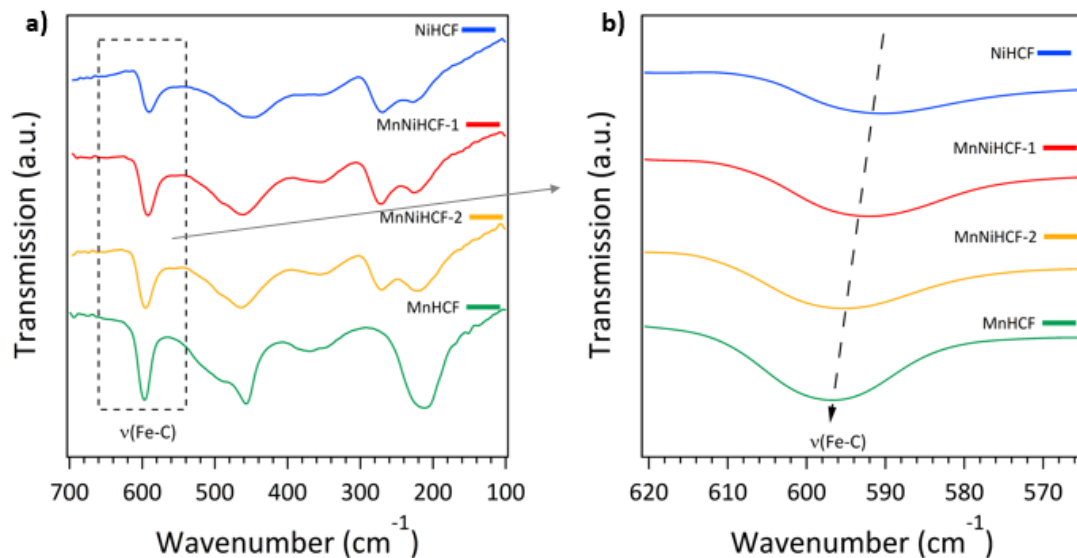 a)
NiHCF
MnNiHCF-1
MnNiHCF-2
MnHCF
ν(Fe-C)
Transmission (a.u.)
700 600 500 400 300 200 100
Wavenumber (cm⁻¹)
b)
NiHCF
MnNiHCF-1
MnNiHCF-2
MnHCF
ν(Fe-C)
Transmission (a.u.)
620 610 600 590 580 570
Wavenumber (cm⁻¹)